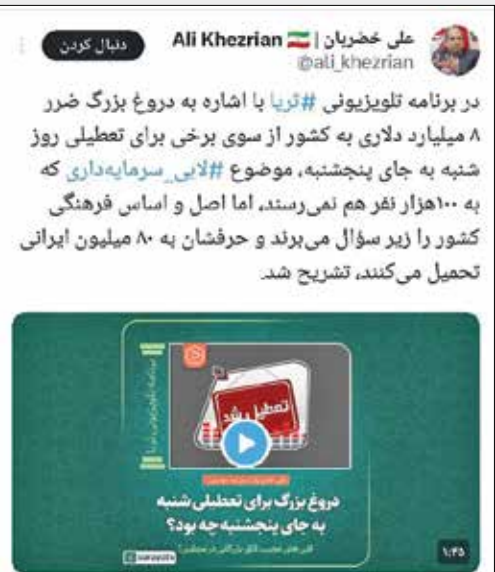 علی خضریان | Ali Khezrian
@ali_khezrian
دنبال کردن
در برنامه تلویزیونی #ثریا با اشاره به دروغ بزرگ ضرر
۸ میلیارد دلاری به کشور از سوی برخی برای تعطیلی روز
شنبه به جای پنجشنبه، موضوع #لابی_سرمایه‌داری که
به ۱۰۰هزار نفر هم نمی‌رسند، اما اصل و اساس فرهنگی
کشور را زیر سؤال می‌برند و حرفشان به ۸۰ میلیون ایرانی
تحمیل می‌کنند، تشریح شد.
تعطیل شد
دروغ بزرگ برای تعطیلی شنبه
به جای پنجشنبه چه بود؟
۱:۴۵